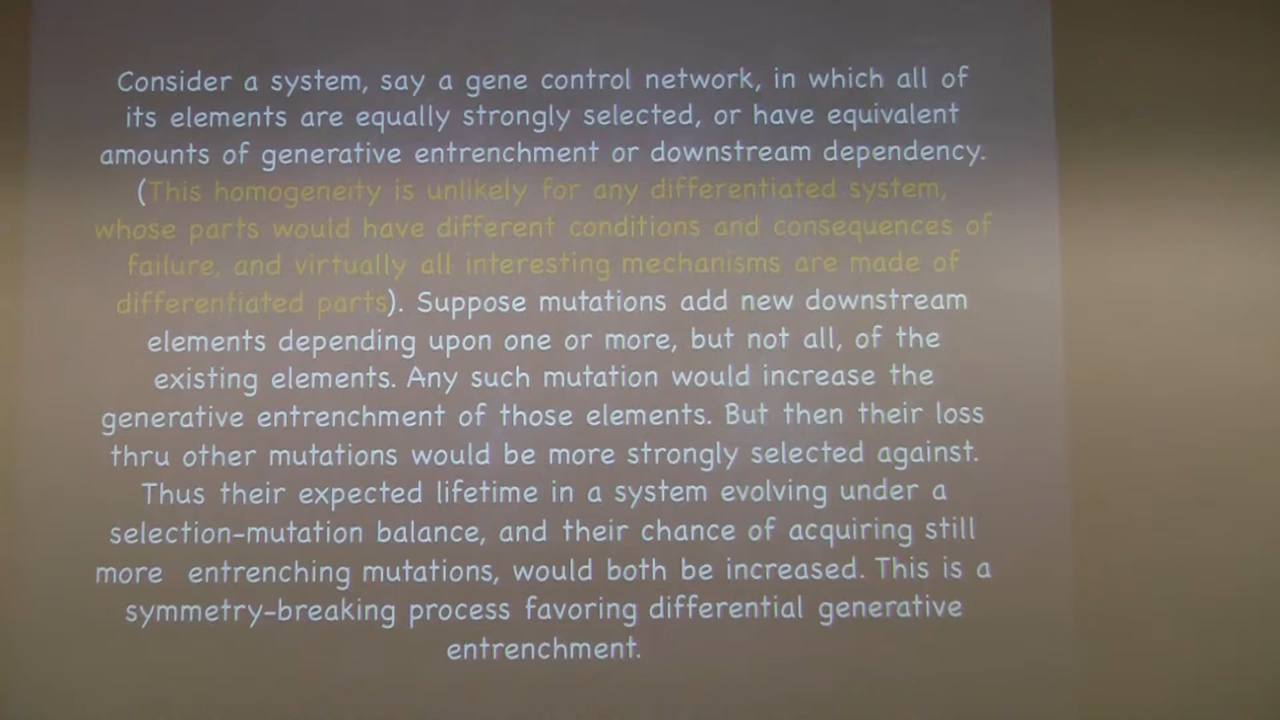 Consider a system, say a gene control network, in which all of
its elements are equally strongly selected, or have equivalent
amounts of generative entrenchment or downstream dependency.
(This homogeneity is unlikely for any differentiated system,
whose parts would have different conditions and consequences of
failure, and virtually all interesting mechanisms are made of
differentiated parts). Suppose mutations add new downstream
elements depending upon one or more, but not all, of the
existing elements. Any such mutation would increase the
generative entrenchment of those elements. But then their loss
thru other mutations would be more strongly selected against.
Thus their expected lifetime in a system evolving under a
selection-mutation balance, and their chance of acquiring still
more entrenching mutations, would both be increased. This is a
symmetry-breaking process favoring differential generative
entrenchment.